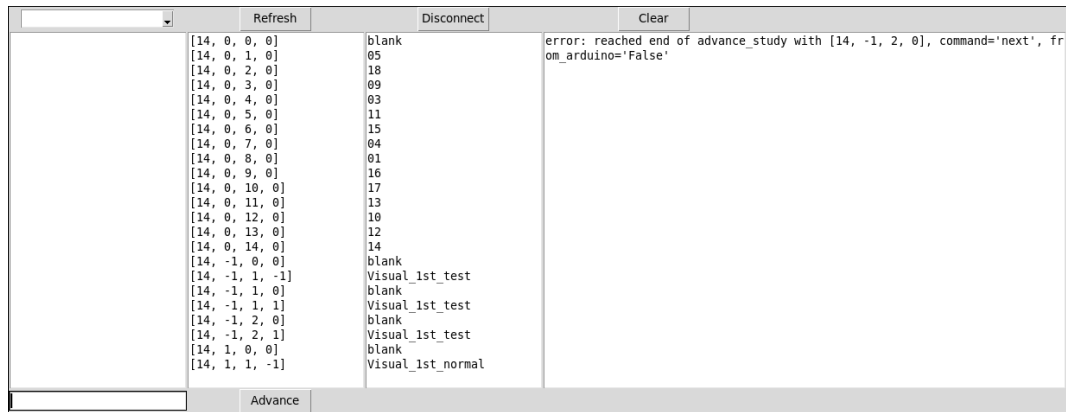 Refresh Disconnect Clear
[14, 0, 0, 0] blank error: reached end of advance_study with [14, -1, 2, 0], command='next', fr
[14, 0, 1, 0] 05 om_arduino='False'
[14, 0, 2, 0] 18
[14, 0, 3, 0] 09
[14, 0, 4, 0] 03
[14, 0, 5, 0] 11
[14, 0, 6, 0] 15
[14, 0, 7, 0] 04
[14, 0, 8, 0] 01
[14, 0, 9, 0] 16
[14, 0, 10, 0] 17
[14, 0, 11, 0] 13
[14, 0, 12, 0] 10
[14, 0, 13, 0] 12
[14, 0, 14, 0] 14
[14, -1, 0, 0] blank
[14, -1, 1, -1] Visual_1st_test
[14, -1, 1, 0] blank
[14, -1, 1, 1] Visual_1st_test
[14, -1, 2, 0] blank
[14, -1, 2, 1] Visual_1st_test
[14, 1, 0, 0] blank
[14, 1, 1, -1] Visual_1st_normal
Advance